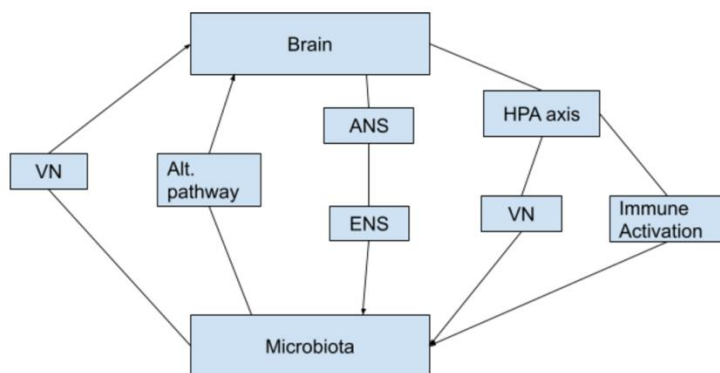 Brain
HPA axis
ANS
VN
Alt.
pathway
ENS
VN
Immune
Activation
Microbiota